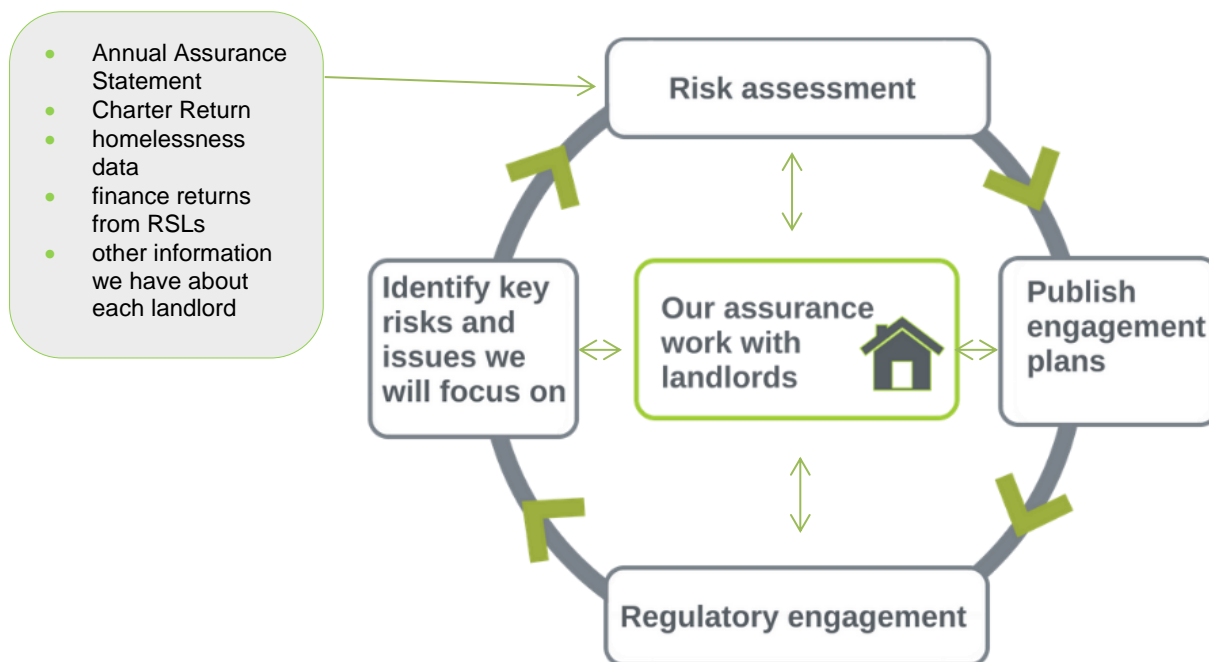 Annual Assurance
Statement
Charter Return
homelessness
data
finance returns
from RSLs
other information
we have about
each landlord
Risk assessment
Identify key
risks and
issues we
will focus on
Our assurance
work with
landlords
Publish
engagement
plans
Regulatory engagement